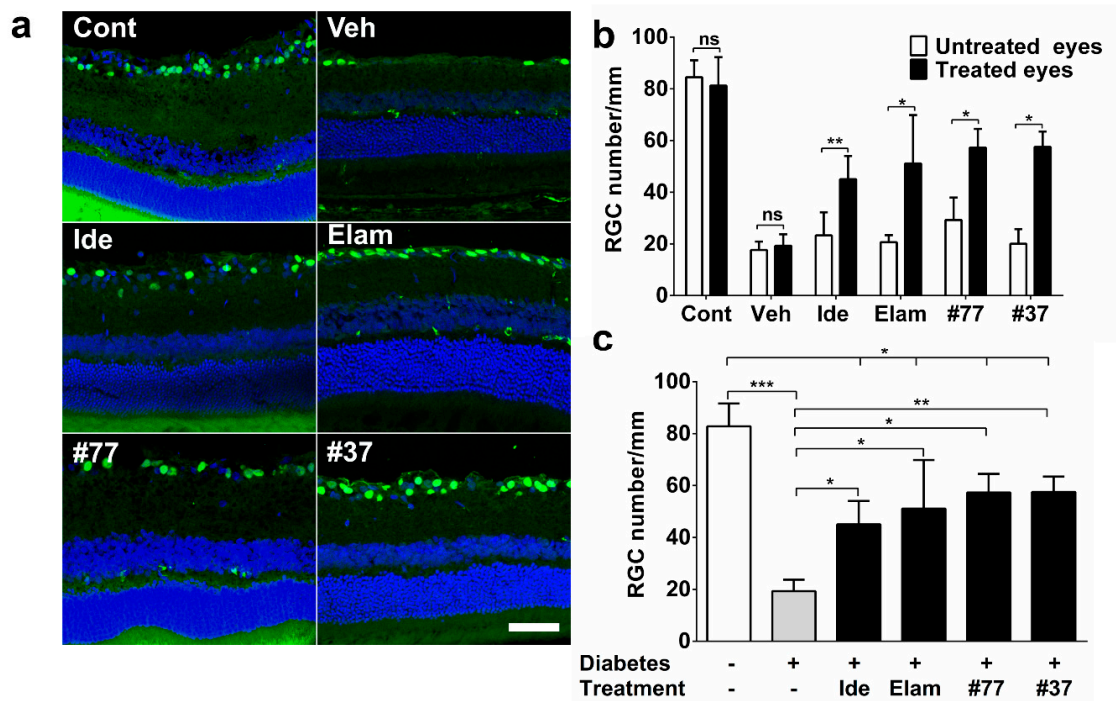 a
Cont
Veh
Ide
Elam
#77
#37
b
RGC number/mm
100
80
60
40
20
0
Untreated eyes
Treated eyes
ns
ns
**
*
*
*
Cont Veh Ide Elam #77 #37
c
RGC number/mm
100
80
60
40
20
0
*
***
**
*
*
*
Diabetes - + + + + +
Treatment - - Ide Elam #77 #37